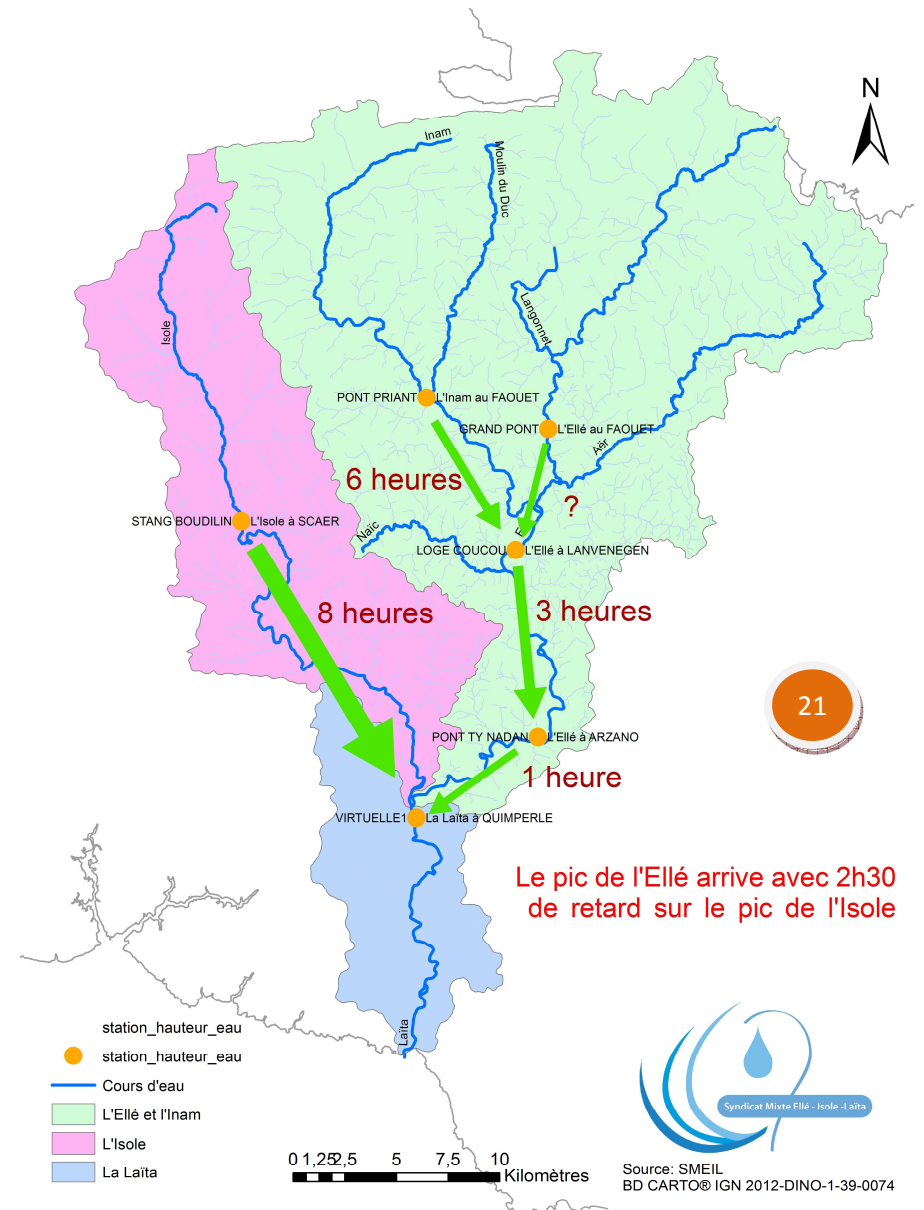 N
Inam
Moulin du Duc
Isole
Langonnet
PONT PRIANT L'Inam au FAOUET
GRAND PONT L'Ellé au FAOUET
Aër
6 heures
?
STANG BOUDILIN L'Isole à SCAER
Naïc
E
LOGE COUCOU L'Ellé à LANVENEGEN
8 heures
3 heures
21
PONT TY NADAN L'Ellé à ARZANO
1 heure
VIRTUELLE1 La Laïta à QUIMPERLE
Le pic de l'Ellé arrive avec 2h30
de retard sur le pic de l'Isole
Laïta
station_hauteur_eau
station_hauteur_eau
Cours d'eau
L'Ellé et l'Inam
L'Isole
La Laïta
0 1,252,5 5 7,5 10
Kilomètres
Syndicat Mixte Ellé - Isole -Laïta
Source: SMEIL
BD CARTO® IGN 2012-DINO-1-39-0074